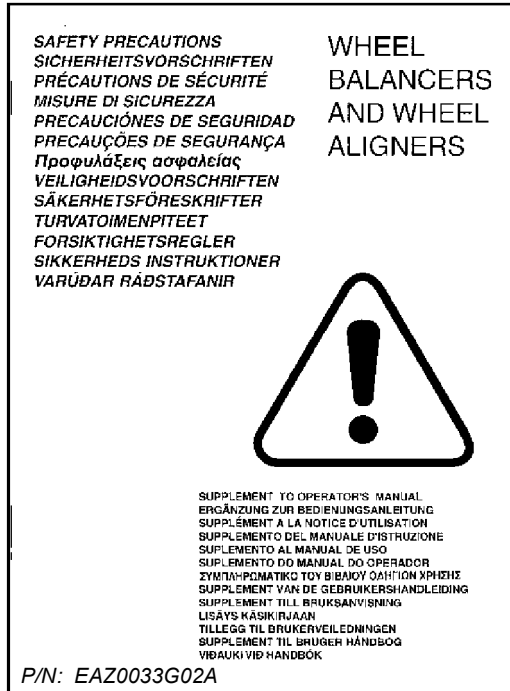 SAFETY PRECAUTIONS
SICHERHEITSVORSCHRIFTEN
PRÉCAUTIONS DE SÉCURITÉ
MISURE DI SICUREZZA
PRECAUCIÓNES DE SEGURIDAD
PRECAUÇÕES DE SEGURANÇA
Προφυλάξεις ασφαλείας
VEILIGHEIDSVOORSCHRIFTEN
SÄKERHETSFÖRESKRIFTER
TURVATOIMENPITEET
FORSIKTIGHETSREGLER
SIKKERHEDS INSTRUKTIONER
VARÚÐAR RÁÐSTAFANIR
WHEEL
BALANCERS
AND WHEEL
ALIGNERS
SUPPLEMENT TO OPERATOR'S MANUAL
ERGÄNZUNG ZUR BEDIENUNGSANLEITUNG
SUPPLÉMENT A LA NOTICE D'UTILISATION
SUPPLEMENTO DEL MANUALE D'ISTRUZIONE
SUPLEMENTO AL MANUAL DE USO
SUPLEMENTO DO MANUAL DO OPERADOR
ΣΥΜΠΛΗΡΩΜΑΤΙΚΟ ΤΟΥ ΒΙΒΛΙΟΥ ΟΔΗΓΙΩΝ ΧΡΗΣΗΣ
SUPPLEMENT VAN DE GEBRUIKERSHANDLEIDING
SUPPLEMENT TILL BRUKSANVISNING
LISÄYS KÄSIKIRJAAN
TILLEGG TIL BRUKERVEILEDNINGEN
SUPPLEMENT TIL BRUGER HÅNDBOG
VIÐAUKI VIÐ HANDBÓK
P/N: EAZ0033G02A